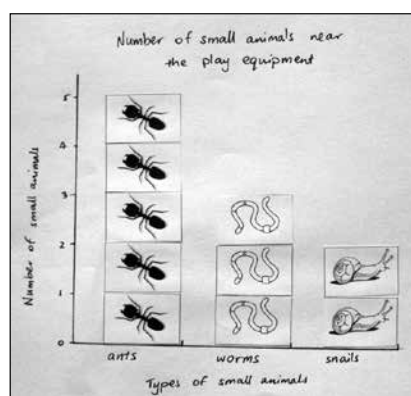 Number of small animals near
the play equipment
Number of small animals
5
4
3
2
1
0
ants worms snails
Types of small animals